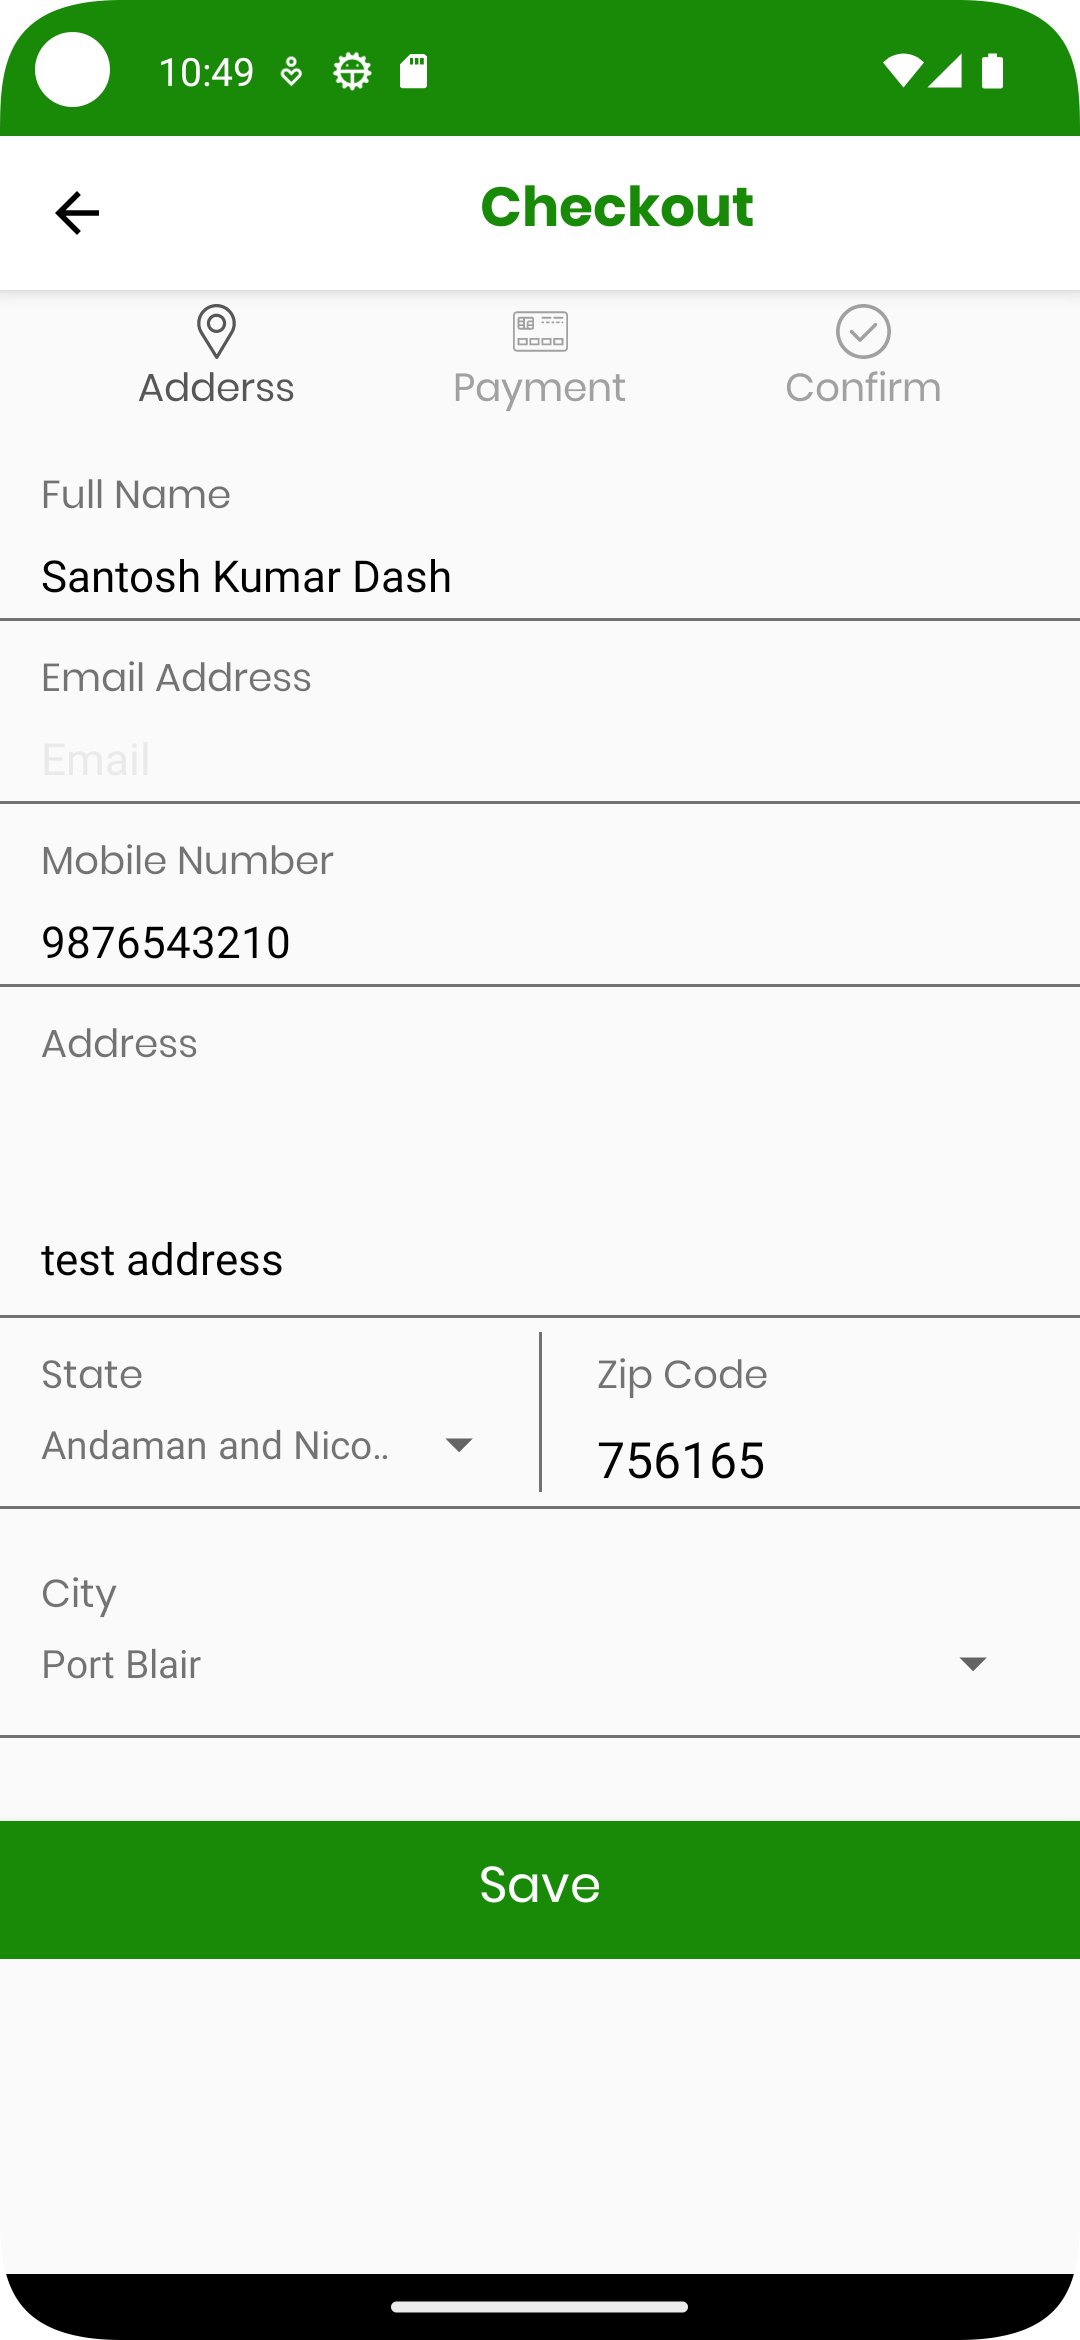 10:49
Checkout
Adderss Payment Confirm
Full Name
Santosh Kumar Dash
Email Address
Email
Mobile Number
9876543210
Address
test address
State Zip Code
Andaman and Nico.. 756165
City
Port Blair
Save